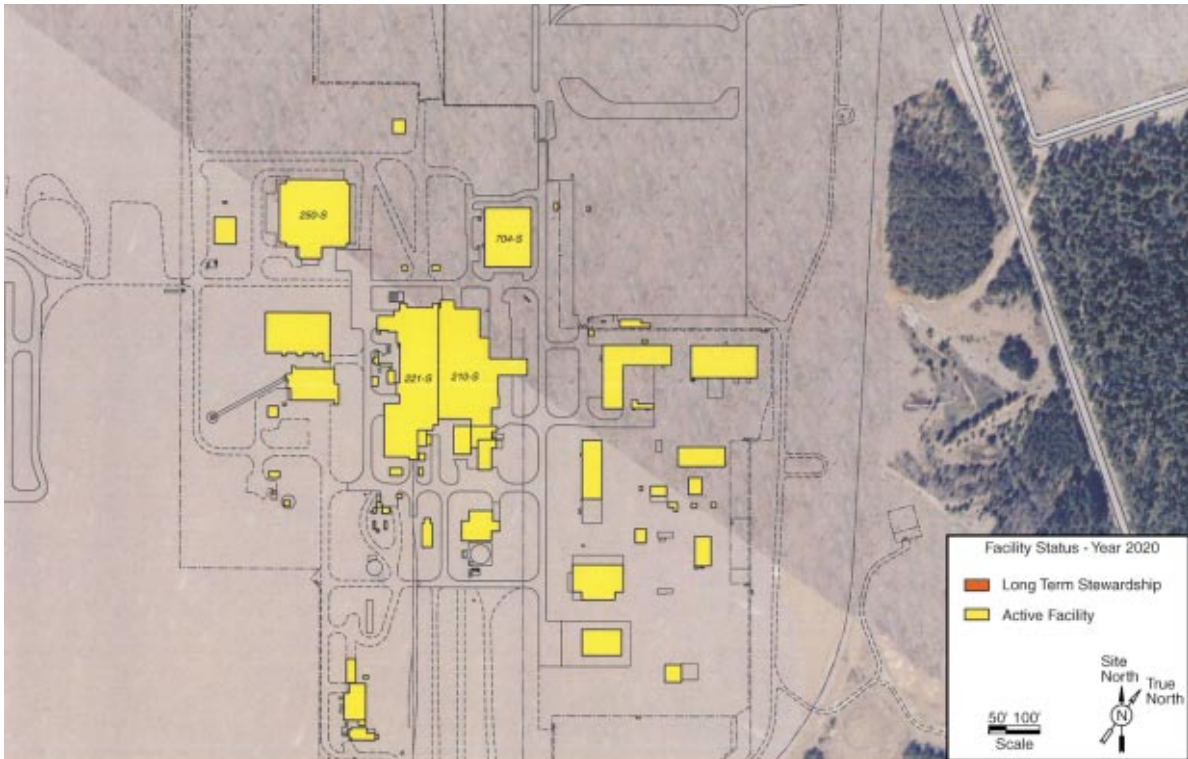 250-S
704-S
221-S
210-S
Facility Status - Year 2020
Long Term Stewardship
Active Facility
Site
North
True
North
N
50' 100'
Scale